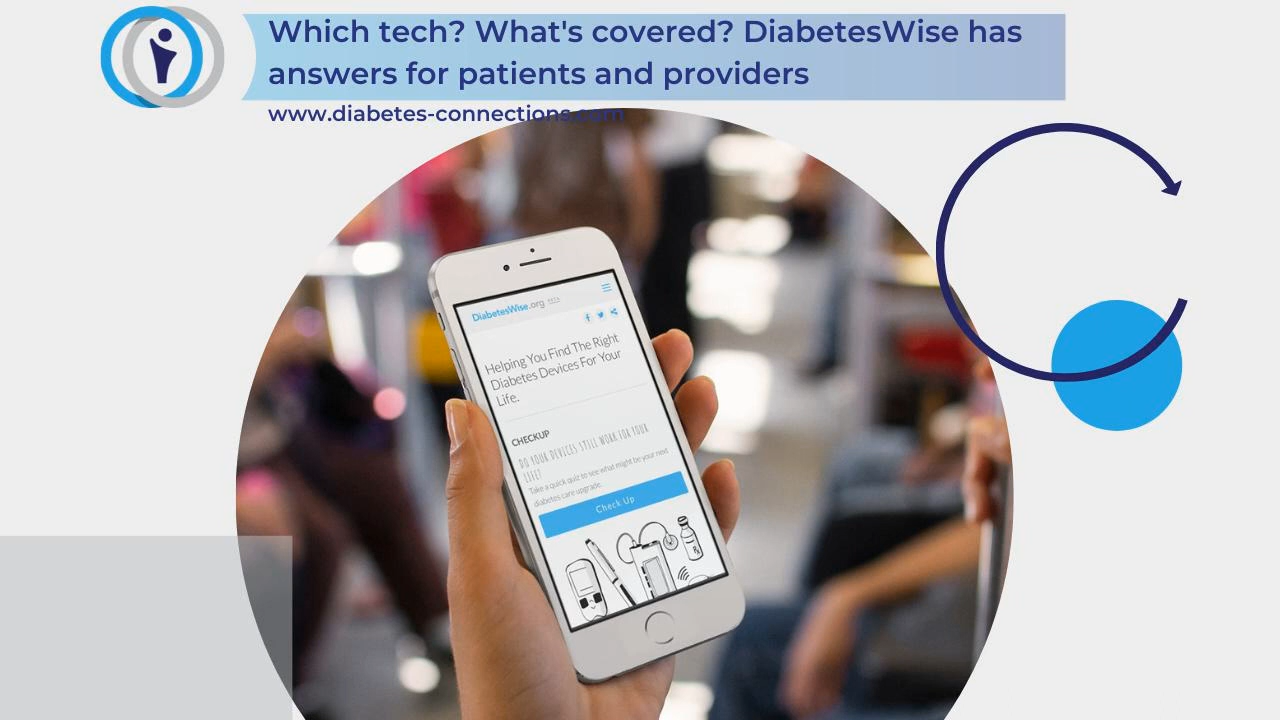 Which tech? What's covered? DiabetesWise has
answers for patients and providers
www.diabetes-connections.com
DiabetesWise.org BETA
Helping You Find The Right
Diabetes Devices For Your
Life.
CHECKUP
DO YOUR DEVICES STILL WORK FOR YOUR
LIFE?
Take a quick quiz to see what might be your next
diabetes care upgrade.
Check Up
Rx